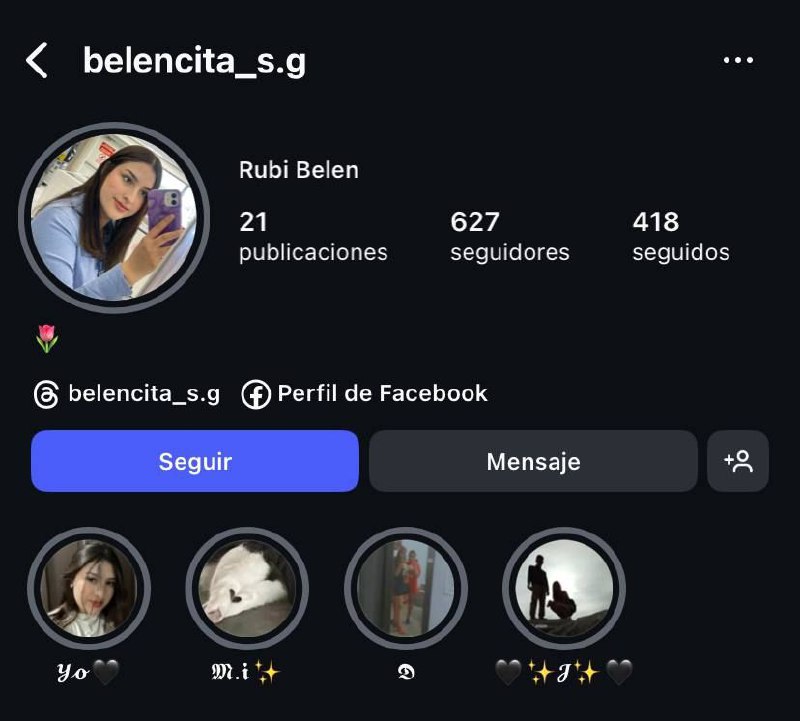 belencita_s.g
Rubi Belen
21 627 418
publicaciones seguidores seguidos
🌷
belencita_s.g Perfil de Facebook
Seguir Mensaje
𝓨𝓸🖤 𝕸.𝖎✨ 𝕯 🖤✨𝓙✨🖤